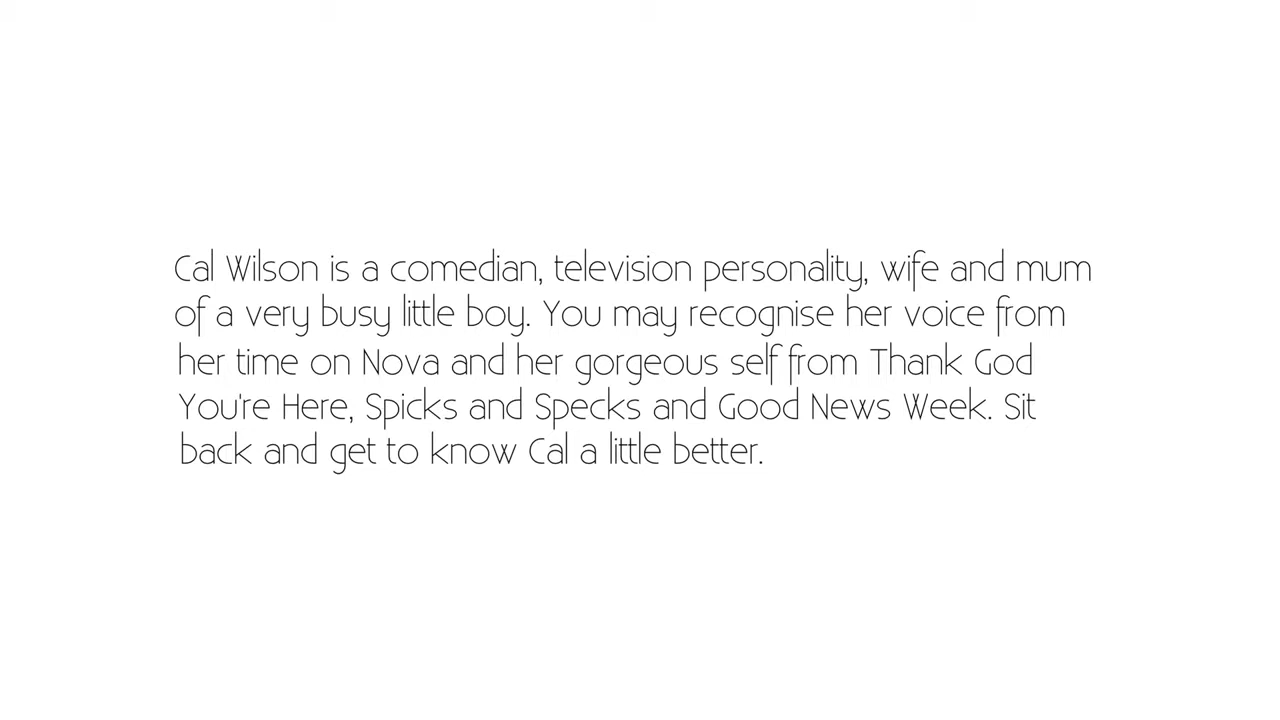 Cal Wilson is a comedian, television personality, wife and mum
of a very busy little boy. You may recognise her voice from
her time on Nova and her gorgeous self from Thank God
You're Here, Spicks and Specks and Good News Week. Sit
back and get to know Cal a little better.